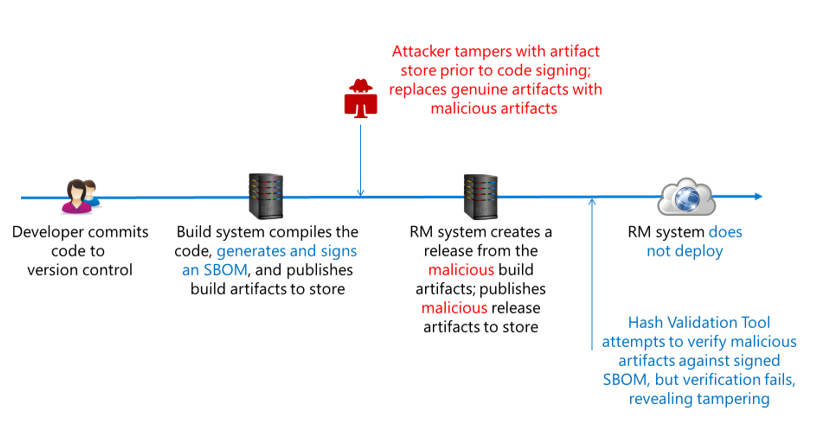 Attacker tampers with artifact
store prior to code signing;
replaces genuine artifacts with
malicious artifacts
Developer commits
code to
version control
Build system compiles the
code, generates and signs
an SBOM, and publishes
build artifacts to store
RM system creates a
release from the
malicious build
artifacts; publishes
malicious release
artifacts to store
RM system does
not deploy
Hash Validation Tool
attempts to verify malicious
artifacts against signed
SBOM, but verification fails,
revealing tampering